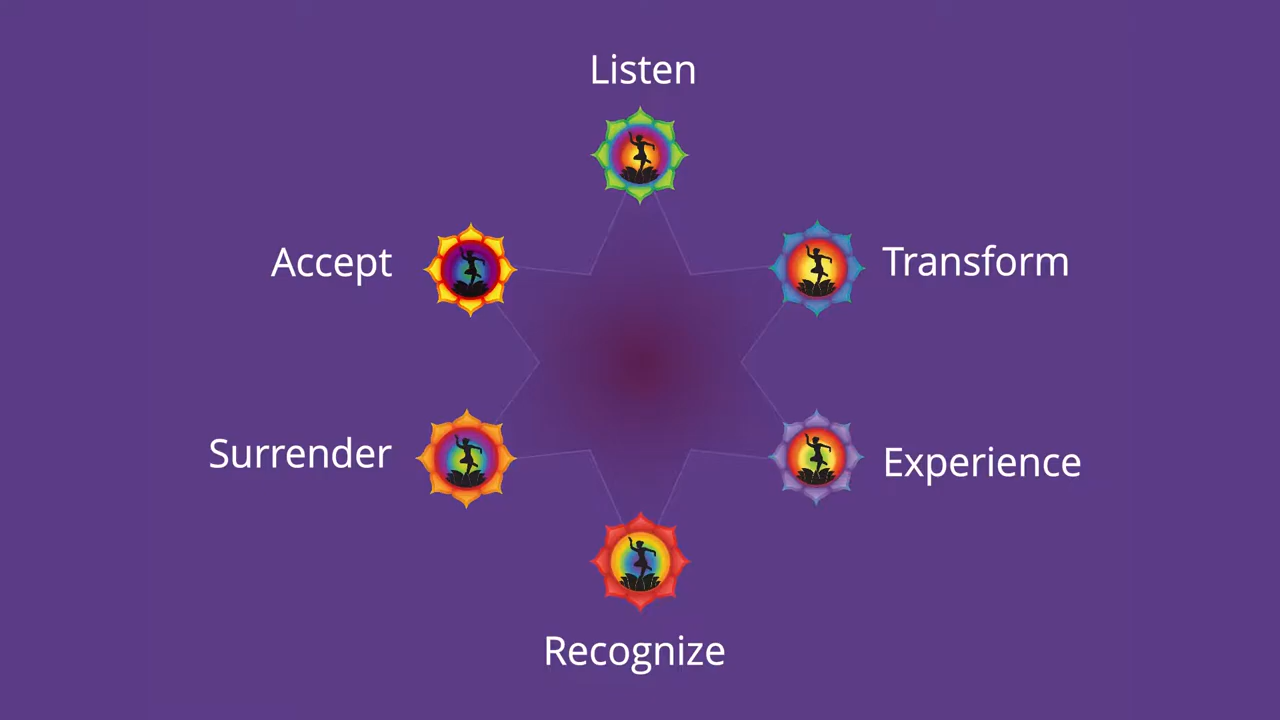 Listen
Accept
Transform
Surrender
Experience
Recognize